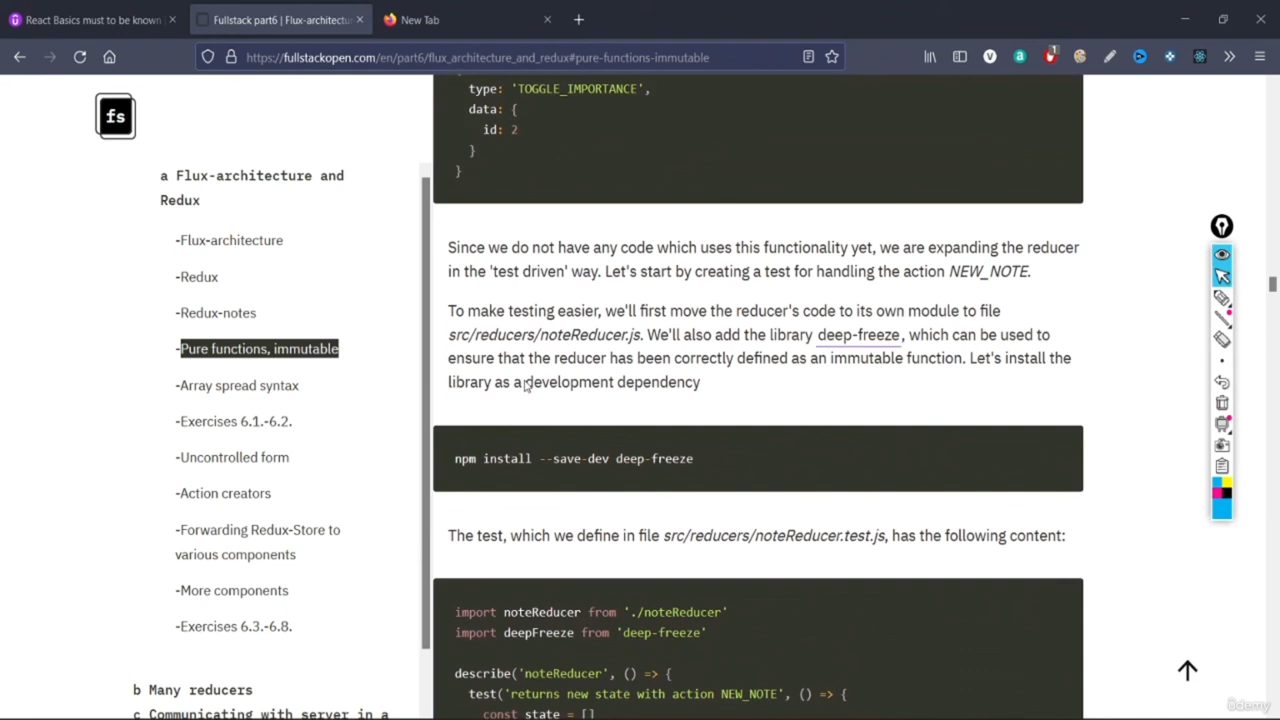 React Basics must to be known
Fullstack part6 | Flux-architectu
New Tab
https://fullstackopen.com/en/part6/flux_architecture_and_redux#pure-functions-immutable
fs
a Flux-architecture and
Redux
-Flux-architecture
-Redux
-Redux-notes
-Pure functions, immutable
-Array spread syntax
-Exercises 6.1.-6.2.
-Uncontrolled form
-Action creators
-Forwarding Redux-Store to
various components
-More components
-Exercises 6.3.-6.8.
b Many reducers
c Communicating with server in a
type: 'TOGGLE_IMPORTANCE',
data: {
id: 2
}
}
Since we do not have any code which uses this functionality yet, we are expanding the reducer
in the 'test driven' way. Let's start by creating a test for handling the action NEW_NOTE.
To make testing easier, we'll first move the reducer's code to its own module to file
src/reducers/noteReducer.js. We'll also add the library deep-freeze, which can be used to
ensure that the reducer has been correctly defined as an immutable function. Let's install the
library as a development dependency
npm install --save-dev deep-freeze
The test, which we define in file src/reducers/noteReducer.test.js, has the following content:
import noteReducer from './noteReducer'
import deepFreeze from 'deep-freeze'
describe('noteReducer', () => {
test('returns new state with action NEW_NOTE', () => {
const state = []
ûdemy